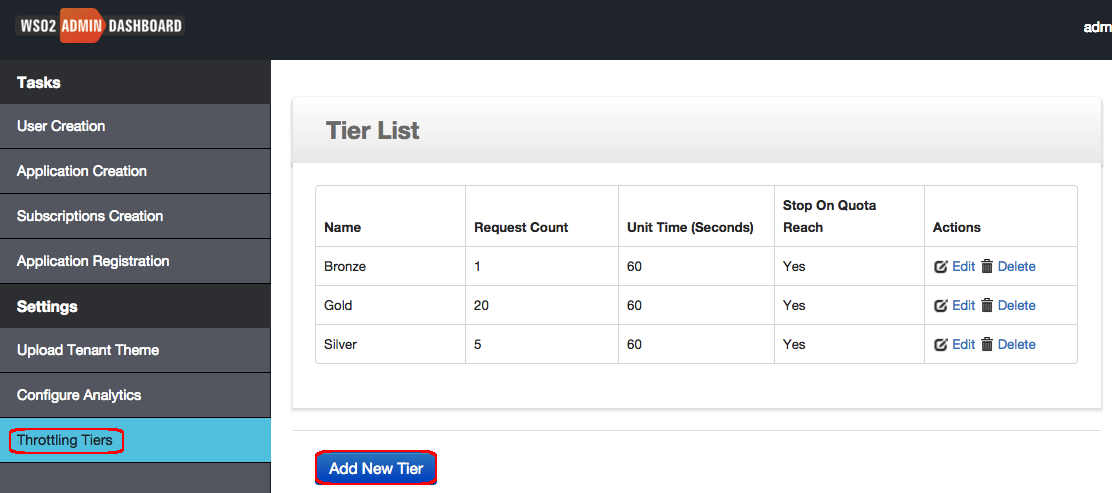 WSO2 ADMIN DASHBOARD
adm
Tasks
User Creation
Application Creation
Subscriptions Creation
Application Registration
Settings
Upload Tenant Theme
Configure Analytics
Throttling Tiers
Tier List
Name Request Count Unit Time (Seconds) Stop On Quota Reach Actions
Bronze 1 60 Yes Edit Delete
Gold 20 60 Yes Edit Delete
Silver 5 60 Yes Edit Delete
Add New Tier